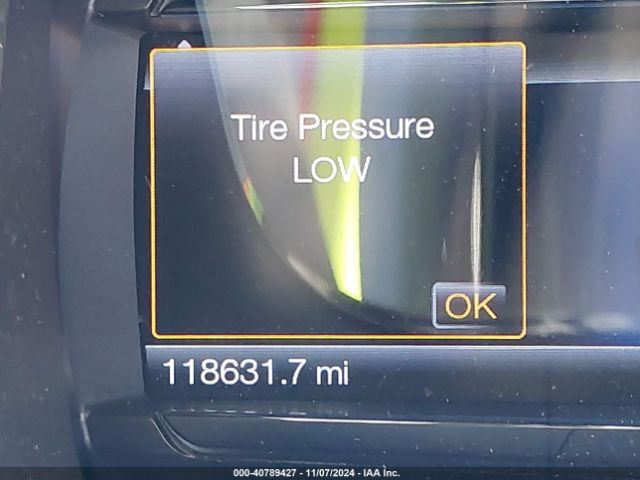 Tire Pressure
LOW
OK
118631.7 mi
000-40789427 - 11/07/2024 - IAA Inc.